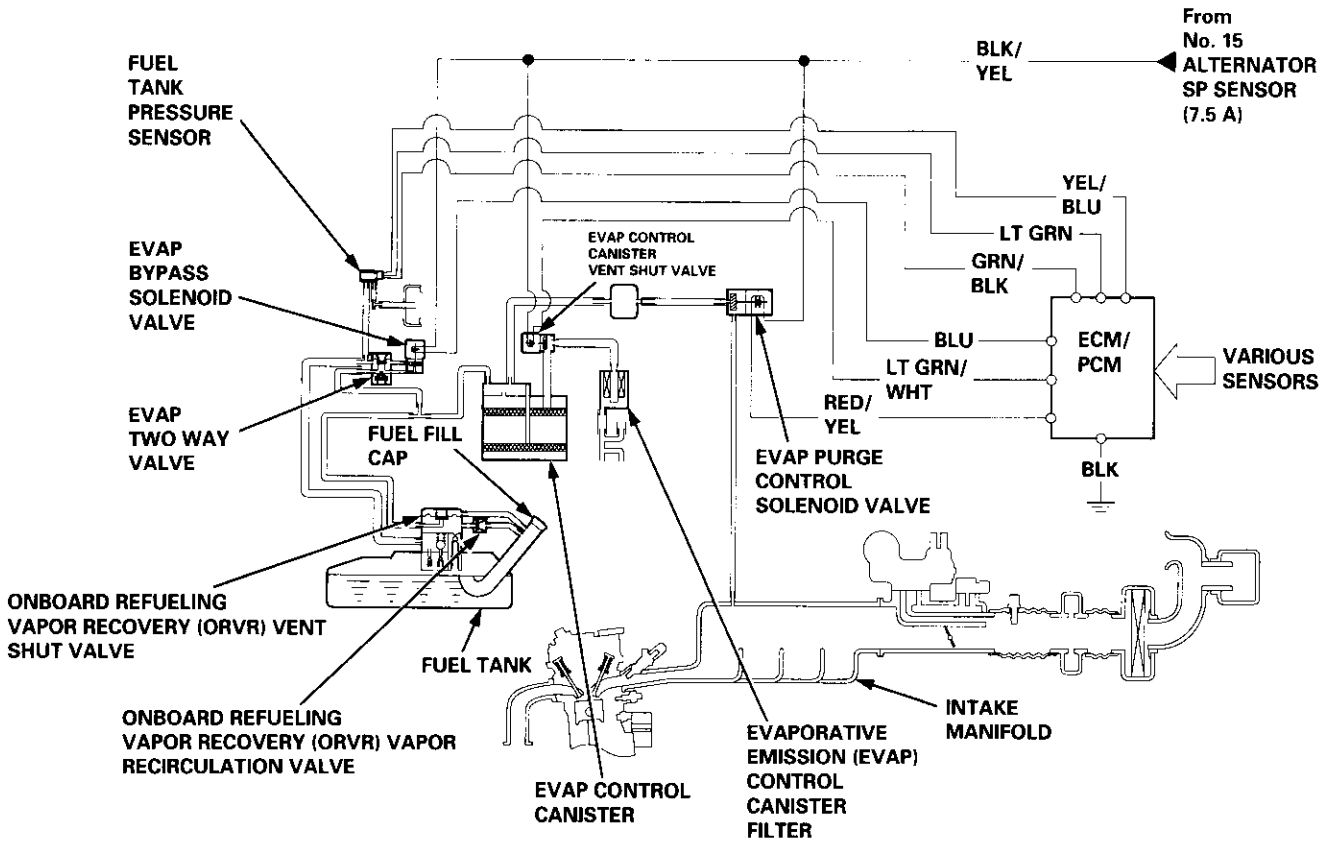 From
No. 15
ALTERNATOR
SP SENSOR
(7.5 A)
BLK/
YEL
FUEL
TANK
PRESSURE
SENSOR
YEL/
BLU
LT GRN
GRN/
BLK
EVAP
BYPASS
SOLENOID
VALVE
EVAP CONTROL
CANISTER
VENT SHUT VALVE
BLU
LT GRN/
WHT
RED/
YEL
ECM/
PCM
VARIOUS
SENSORS
BLK
EVAP
TWO WAY
VALVE
FUEL FILL
CAP
EVAP PURGE
CONTROL
SOLENOID VALVE
ONBOARD REFUELING
VAPOR RECOVERY (ORVR) VENT
SHUT VALVE
FUEL TANK
ONBOARD REFUELING
VAPOR RECOVERY (ORVR) VAPOR
RECIRCULATION VALVE
EVAP CONTROL
CANISTER
EVAPORATIVE
EMISSION (EVAP)
CONTROL
CANISTER
FILTER
INTAKE
MANIFOLD